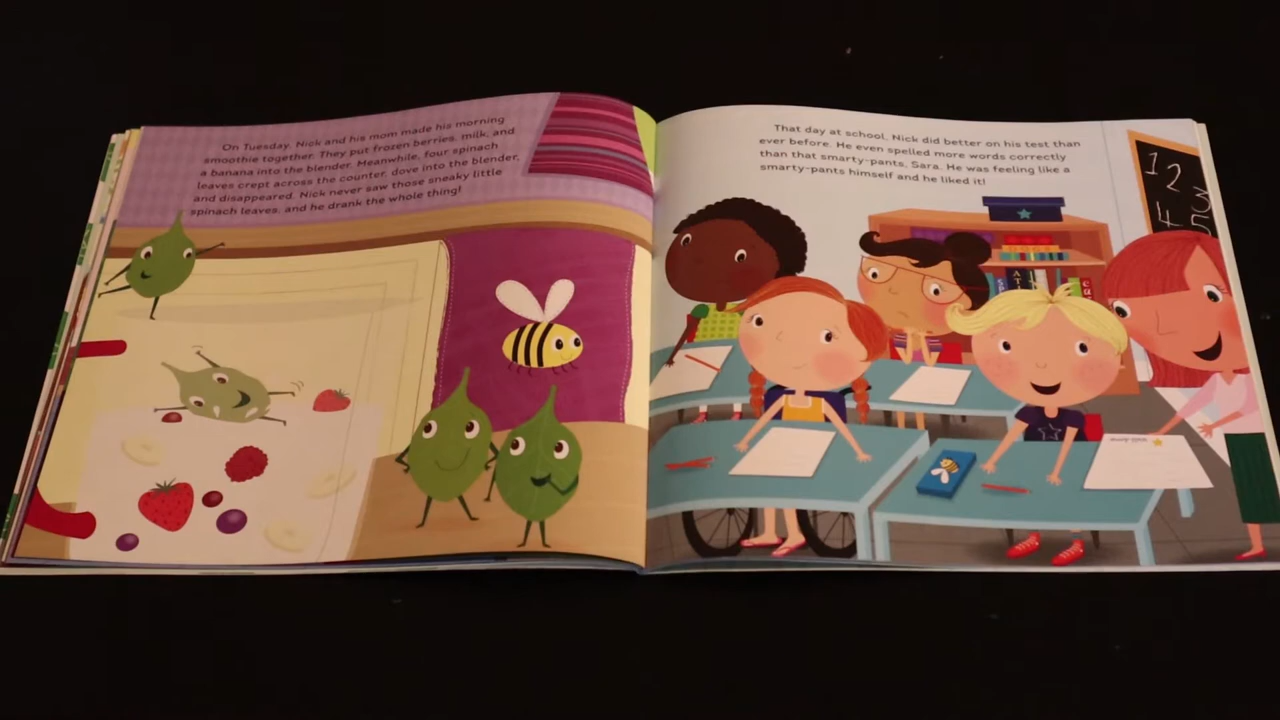 On Tuesday, Nick and his mom made his morning
smoothie together. They put frozen berries, milk, and
a banana into the blender. Meanwhile, four spinach
leaves crept across the counter, dove into the blender,
and disappeared. Nick never saw those sneaky little
spinach leaves, and he drank the whole thing!
That day at school, Nick did better on his test than
ever before. He even spelled more words correctly
than that smarty-pants, Sara. He was feeling like a
smarty-pants himself and he liked it!
1 2 3
4 5